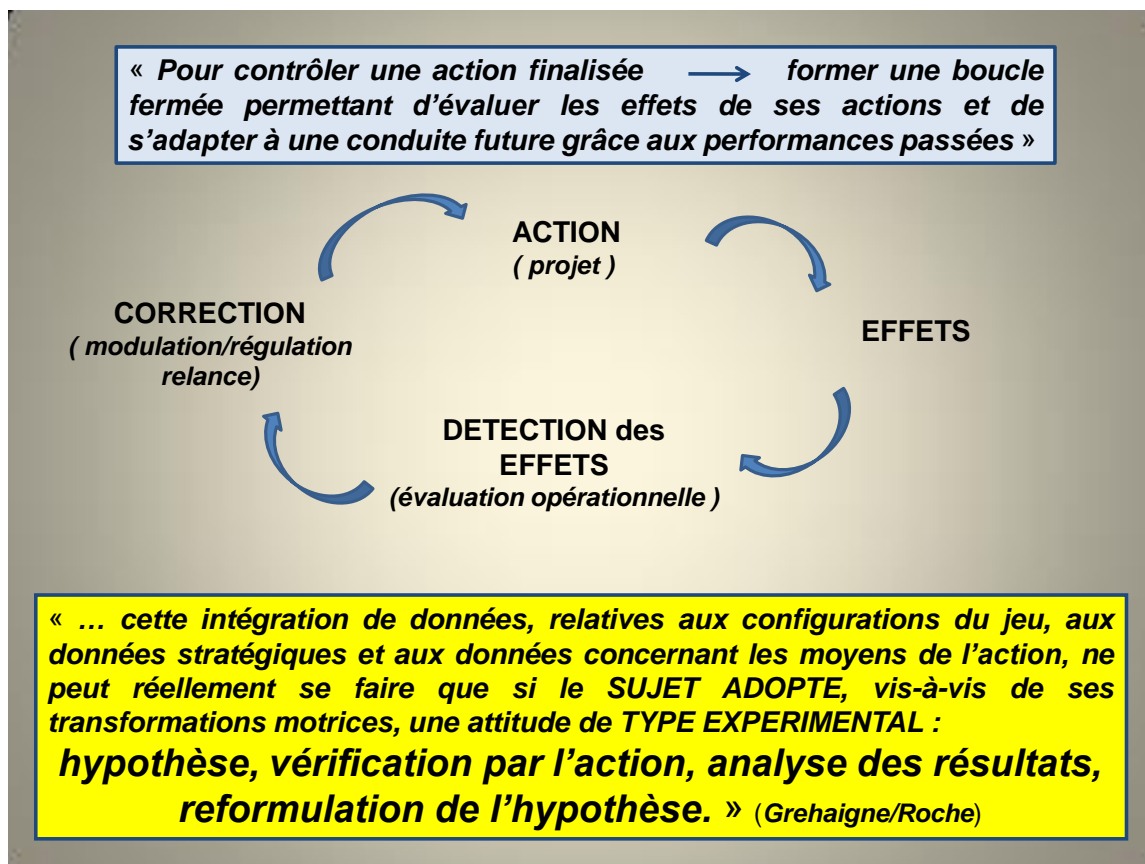 « Pour contrôler une action finalisée → former une boucle
fermée permettant d’évaluer les effets de ses actions et de
s’adapter à une conduite future grâce aux performances passées »
ACTION
( projet )
EFFETS
DETECTION des
EFFETS
(évaluation opérationnelle )
CORRECTION
( modulation/régulation
relance)
« … cette intégration de données, relatives aux configurations du jeu, aux
données stratégiques et aux données concernant les moyens de l’action, ne
peut réellement se faire que si le SUJET ADOPTE, vis-à-vis de ses
transformations motrices, une attitude de TYPE EXPERIMENTAL :
hypothèse, vérification par l’action, analyse des résultats,
reformulation de l’hypothèse. » (Grehaigne/Roche)